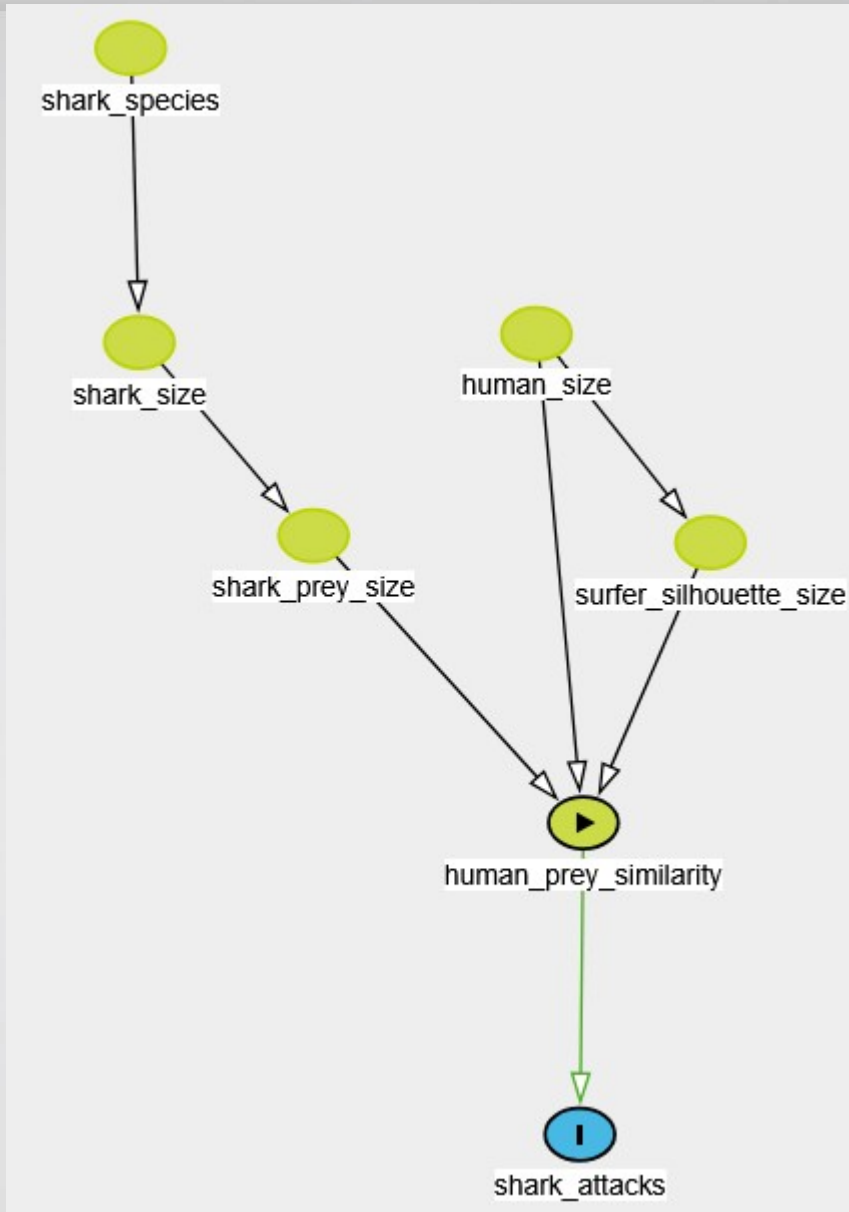 shark_species
shark_size
human_size
shark_prey_size
surfer_silhouette_size
human_prey_similarity
shark_attacks